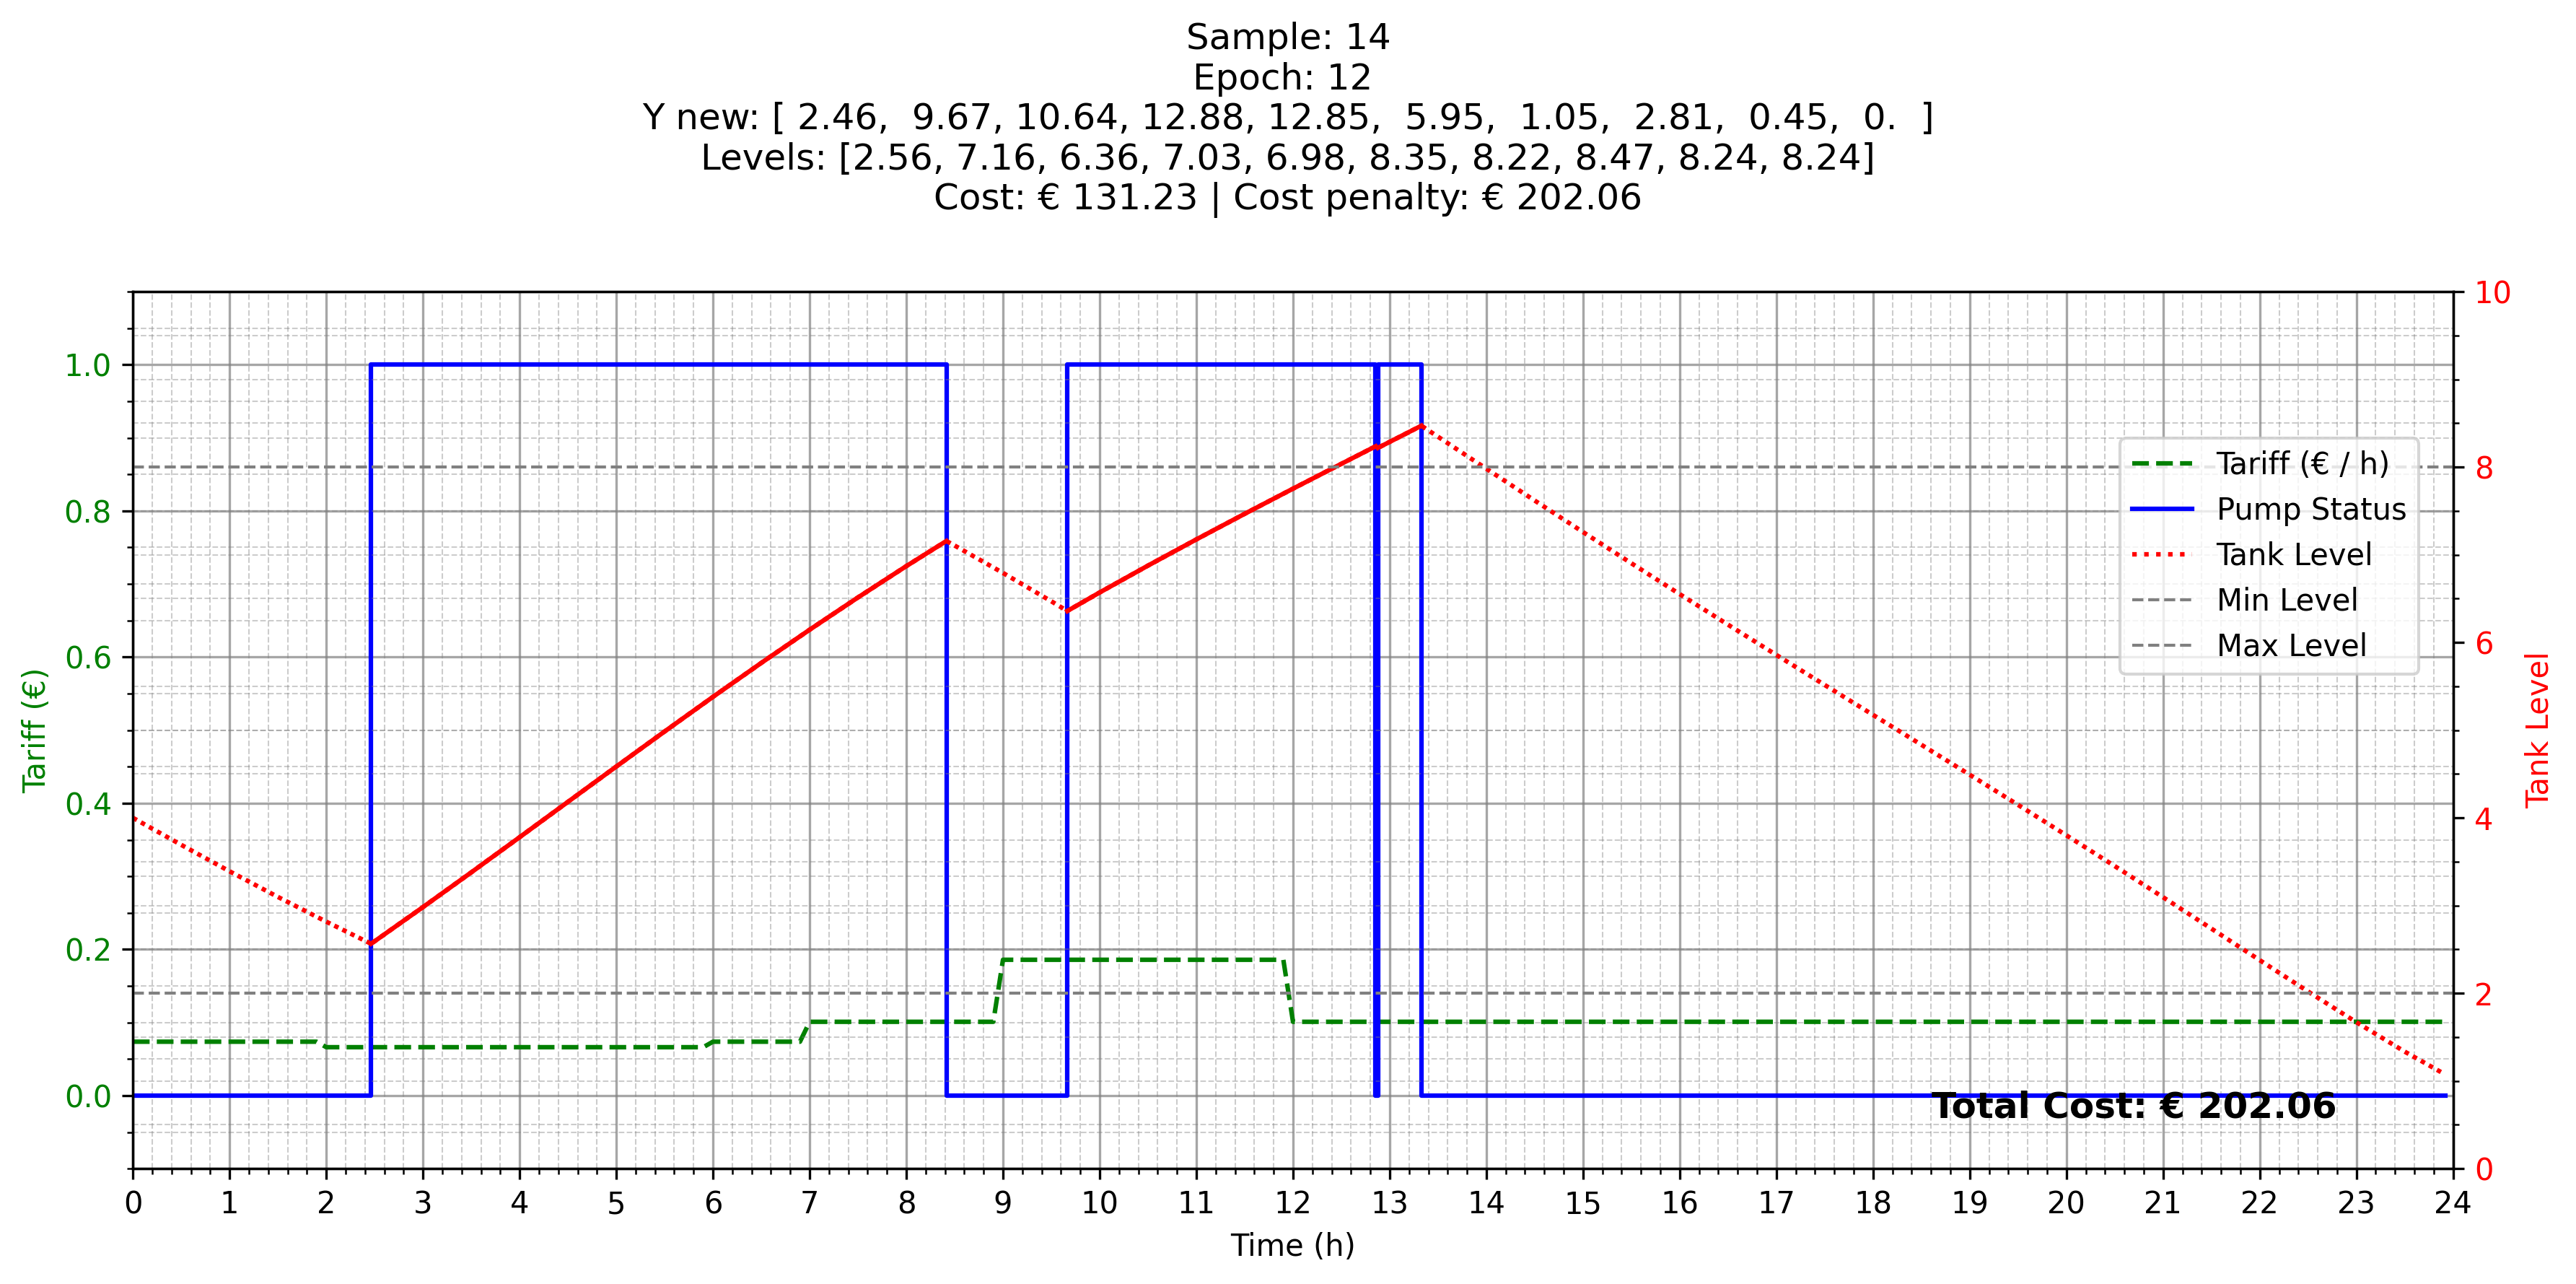 Sample: 14
Epoch: 12
Y new: [ 2.46,  9.67, 10.64, 12.88, 12.85,  5.95,  1.05,  2.81,  0.45,  0.  ]
Levels: [2.56, 7.16, 6.36, 7.03, 6.98, 8.35, 8.22, 8.47, 8.24, 8.24]
Cost: € 131.23 | Cost penalty: € 202.06
1.0
0.8
0.6
0.4
0.2
0.0
Tariff (€)
10
8
6
4
2
0
Tank Level
Tariff (€ / h)
Pump Status
Tank Level
Min Level
Max Level
Total Cost: € 202.06
0 1 2 3 4 5 6 7 8 9 10 11 12 13 14 15 16 17 18 19 20 21 22 23 24
Time (h)